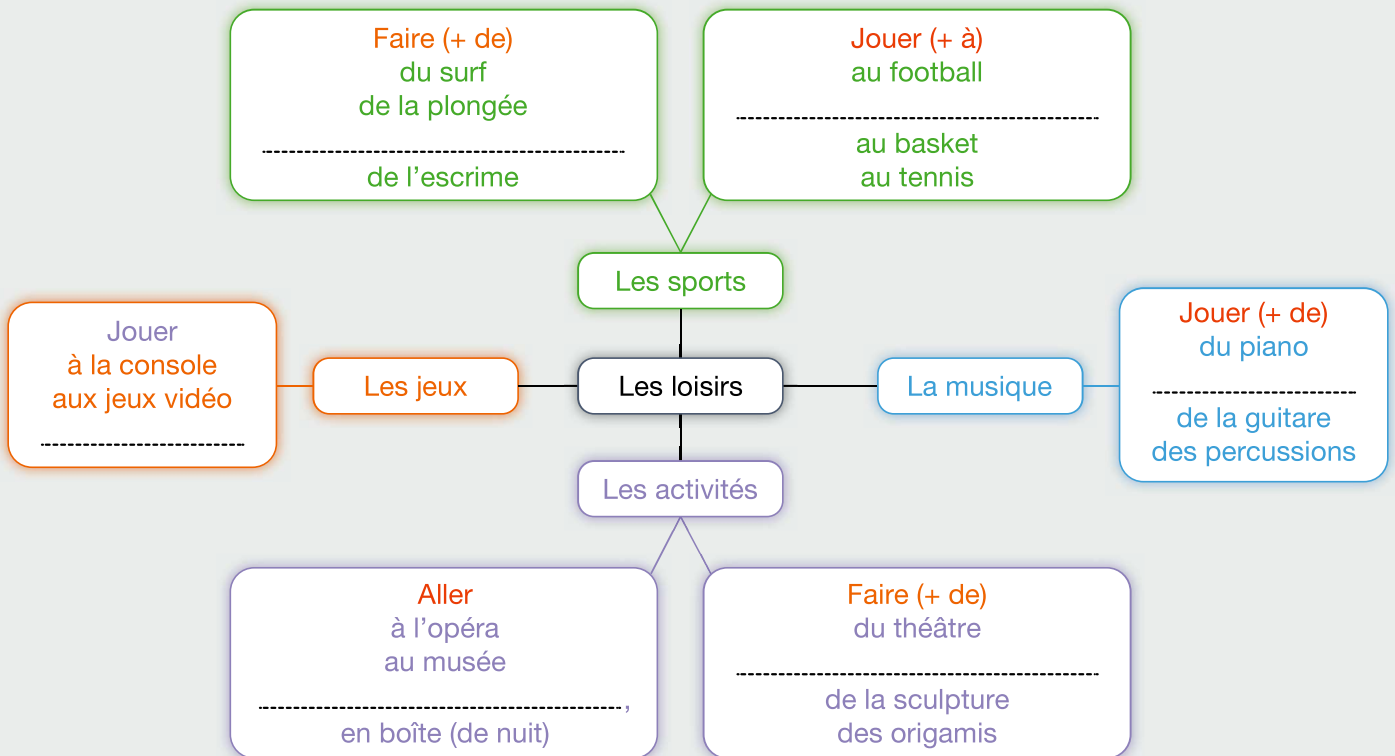 Faire (+ de)
du surf
de la plongée
de l'escrime
Jouer (+ à)
au football
au basket
au tennis
Les sports
Jouer
à la console
aux jeux vidéo
Les jeux
Les loisirs
La musique
Jouer (+ de)
du piano
de la guitare
des percussions
Les activités
Aller
à l'opéra
au musée
,
en boîte (de nuit)
Faire (+ de)
du théâtre
de la sculpture
des origamis